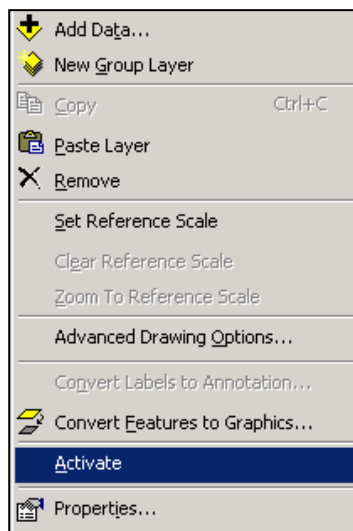 Add Data...
New Group Layer
Copy Ctrl+C
Paste Layer
Remove
Set Reference Scale
Clear Reference Scale
Zoom To Reference Scale
Advanced Drawing Options...
Convert Labels to Annotation...
Convert Features to Graphics...
Activate
Properties...